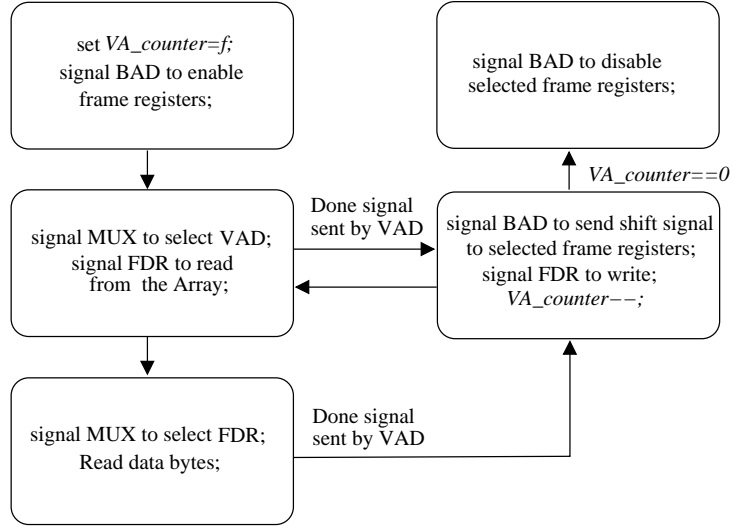 set VA_counter=f;
signal BAD to enable
frame registers;
signal BAD to disable
selected frame registers;
VA_counter==0
signal MUX to select VAD;
signal FDR to read
from the Array;
Done signal
sent by VAD
signal BAD to send shift signal
to selected frame registers;
signal FDR to write;
VA_counter−−;
signal MUX to select FDR;
Read data bytes;
Done signal
sent by VAD